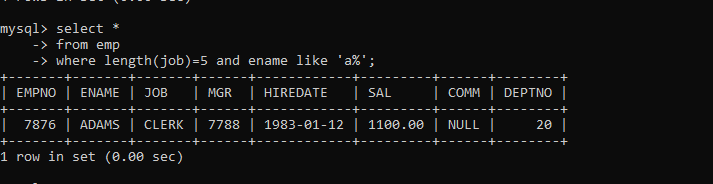 mysql> select *
    -> from emp
    -> where length(job)=5 and ename like 'a%';
+-------+-------+-------+------+------------+---------+------+--------+
| EMPNO | ENAME | JOB   | MGR  | HIREDATE   | SAL     | COMM | DEPTNO |
+-------+-------+-------+------+------------+---------+------+--------+
|  7876 | ADAMS | CLERK | 7788 | 1983-01-12 | 1100.00 | NULL |     20 |
+-------+-------+-------+------+------------+---------+------+--------+
1 row in set (0.00 sec)